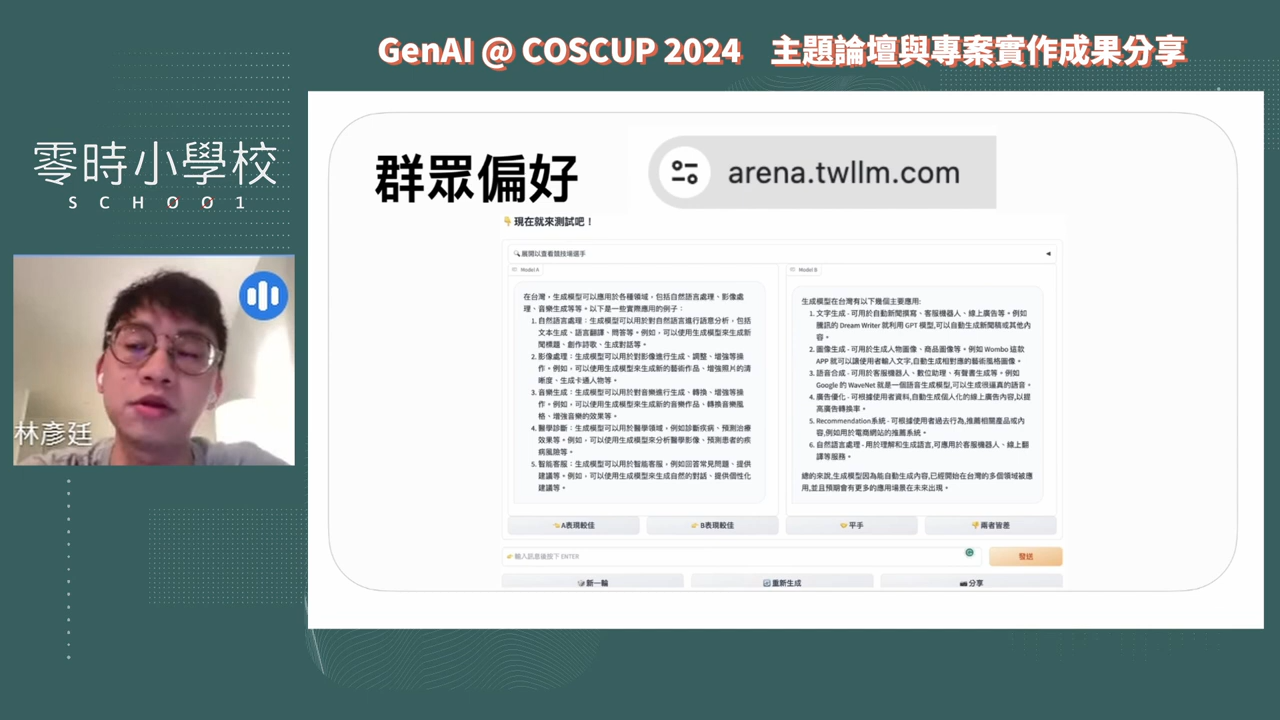 GenAI @ COSCUP 2024 主題論壇與專案實作成果分享
零時小學校
SCHOO1
林彥廷
群眾偏好
arena.twllm.com
👇現在就來測試吧！
🔍展開以查看競技場選手
Model A
在台灣，生成模型可以應用於各種領域，包括自然語言處理、影像處
理、音樂生成等等。以下是一些實際應用的例子：
1. 自然語言處理：生成模型可以用於對自然語言進行語意分析，包括
文本生成、語言翻譯、問答等。例如，可以使用生成模型來生成新
聞標題、創作詩歌、生成對話等。
2. 影像處理：生成模型可以用於對影像進行生成、調整、增強等操
作。例如，可以使用生成模型來生成新的藝術作品、增強照片的清
晰度、生成卡通人物等。
3. 音樂生成：生成模型可以用於對音樂進行生成、轉換、增強等操
作。例如，可以使用生成模型來生成新的音樂作品、轉換音樂風
格、增強音樂的效果等。
4. 醫學診斷：生成模型可以用於醫學領域，例如診斷疾病、預測治療
效果等。例如，可以使用生成模型來分析醫學影像、預測患者的疾
病風險等。
5. 智能客服：生成模型可以用於智能客服，例如回答常見問題、提供
建議等。例如，可以使用生成模型來生成自然的對話、提供個性化
建議等。
Model B
生成模型在台灣有以下幾個主要應用:
1. 文字生成 - 可用於自動新聞撰寫、客服機器人、線上廣告等。例如
騰訊的 Dream Writer 就利用 GPT 模型,可以自動生成新聞稿或其他內
容。
2. 圖像生成 - 可用於生成人物圖像、商品圖像等。例如 Wombo 這款
APP 就可以讓使用者輸入文字,自動生成相對應的藝術風格圖像。
3. 語音合成 - 可用於客服機器人、數位助理、有聲書生成等。例如
Google 的 WaveNet 就是一個語音生成模型,可以生成很逼真的語音。
4. 廣告優化 - 可根據使用者資料,自動生成個人化的線上廣告內容,以提
高廣告轉換率。
5. Recommendation系統 - 可根據使用者過去行為,推薦相關產品或內
容,例如用於電商網站的推薦系統。
6. 自然語言處理 - 用於理解和生成語言,可應用於客服機器人、線上翻
譯等服務。
總的來說,生成模型因為能自動生成內容,已經開始在台灣的多個領域被應
用,並且預期會有更多的應用場景在未來出現。
👈A表現較佳
👉B表現較佳
🤝平手
👎兩者皆差
👉輸入訊息後按下 ENTER
發送
🎲新一輪
🔄重新生成
📷分享